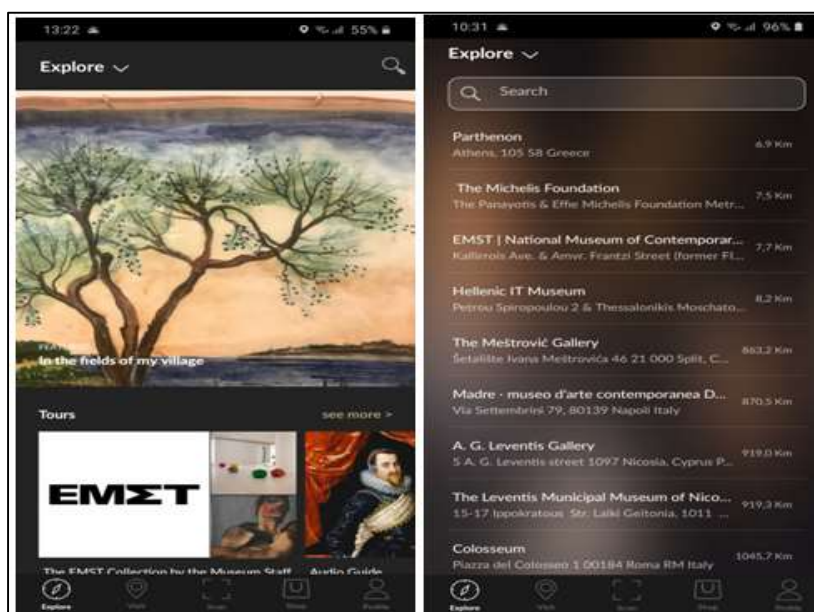 13:22
55%
Explore
FEATURED
In the fields of my village
Tours
see more >
EMΣT
The EMST Collection by the Museum Staff
Audio Guide
Explore
Visit
Scan
Shop
Profile
10:31
96%
Explore
Search
Parthenon
Athens, 105 58 Greece
6,9 Km
The Michelis Foundation
The Panayotis & Effie Michelis Foundation Metr...
7,5 Km
EMST | National Museum of Contemporar...
Kallirrois Ave. & Amvr. Frantzi Street (former Fi...
7,7 Km
Hellenic IT Museum
Petrou Spiropoulou 2 & Thessalonikis Moschato...
8,2 Km
The Meštrović Gallery
Šetalište Ivana Meštrovića 46 21 000 Split, C...
863,2 Km
Madre - museo d'arte contemporanea D...
Via Settembrini 79, 80139 Napoli Italy
870,5 Km
A. G. Leventis Gallery
5 A. G. Leventis street 1097 Nicosia, Cyprus P...
919,0 Km
The Leventis Municipal Museum of Nico...
15-17 Ippokratous Str. Laiki Geitonia, 1011 ...
919,3 Km
Colosseum
Piazza del Colosseo 1 00184 Roma RM Italy
1045,7 Km
Explore
Visit
Scan
Profile